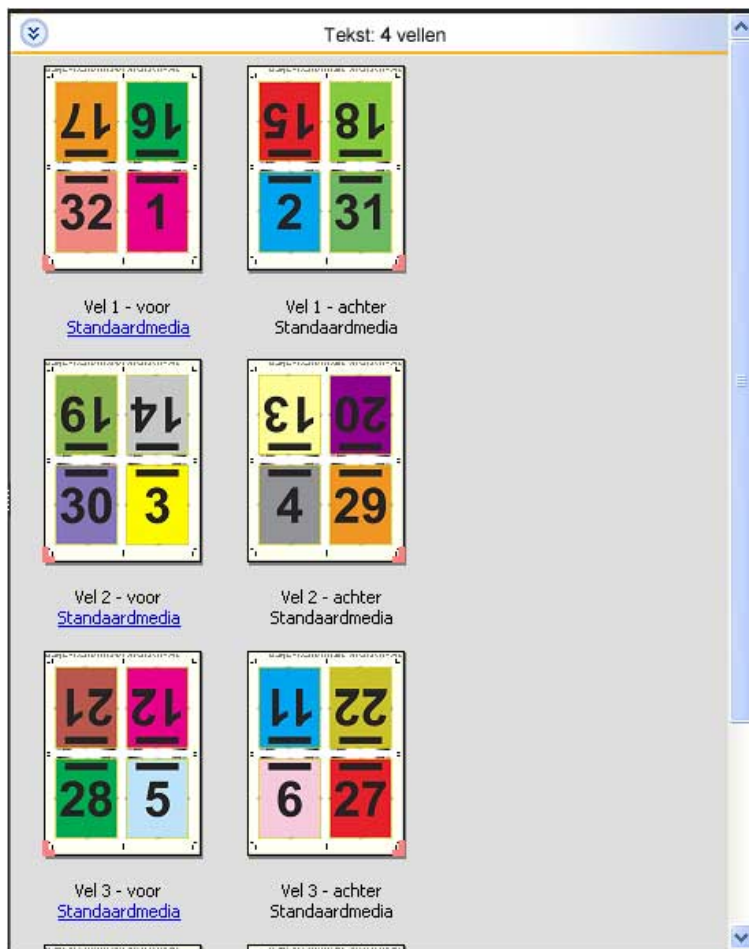 Tekst: 4 vellen
17 16 15 18
32 1 2 31
Vel 1 - voor Vel 1 - achter
Standaardmedia Standaardmedia
19 14 13 20
30 3 4 29
Vel 2 - voor Vel 2 - achter
Standaardmedia Standaardmedia
21 12 11 22
28 5 6 27
Vel 3 - voor Vel 3 - achter
Standaardmedia Standaardmedia